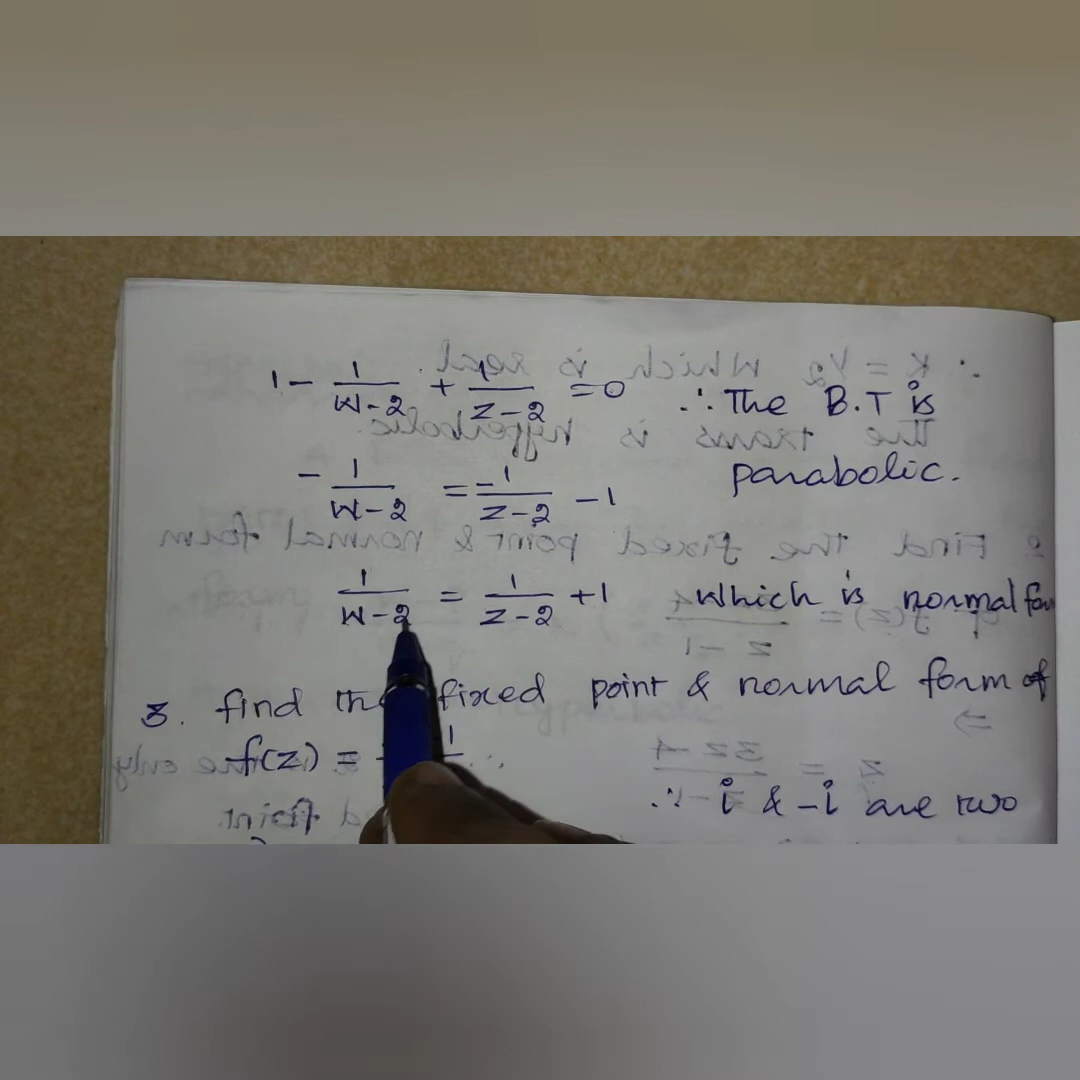 1 - 1/(W-2) + 1/(Z-2) = 0 ∴ The B.T is
parabolic.
- 1/(W-2) = -1/(Z-2) - 1
1/(W-2) = 1/(Z-2) + 1 which is normal
3. find the fixed point & normal form of
f(z) =
∴ i & -i are two